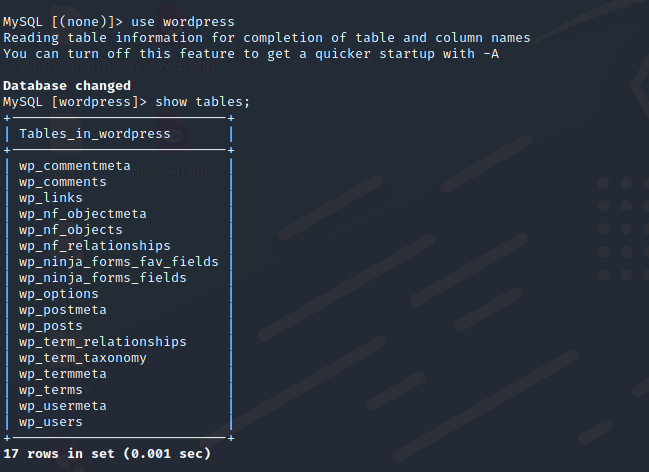 MySQL [(none)]> use wordpress
Reading table information for completion of table and column names
You can turn off this feature to get a quicker startup with -A
Database changed
MySQL [wordpress]> show tables;
+---------------------------+
| Tables_in_wordpress |
+---------------------------+
| wp_commentmeta |
| wp_comments |
| wp_links |
| wp_nf_objectmeta |
| wp_nf_objects |
| wp_nf_relationships |
| wp_ninja_forms_fav_fields |
| wp_ninja_forms_fields |
| wp_options |
| wp_postmeta |
| wp_posts |
| wp_term_relationships |
| wp_term_taxonomy |
| wp_termmeta |
| wp_terms |
| wp_usermeta |
| wp_users |
+---------------------------+
17 rows in set (0.001 sec)